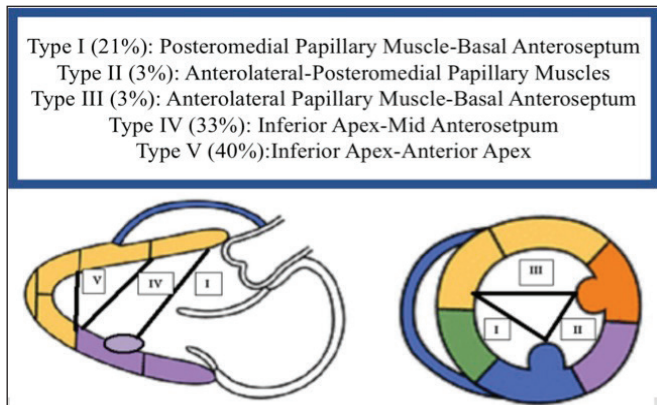 Type I (21%): Posteromedial Papillary Muscle-Basal Anteroseptum
Type II (3%): Anterolateral-Posteromedial Papillary Muscles
Type III (3%): Anterolateral Papillary Muscle-Basal Anteroseptum
Type IV (33%): Inferior Apex-Mid Anterosetpum
Type V (40%):Inferior Apex-Anterior Apex
V
IV
I
III
I
II